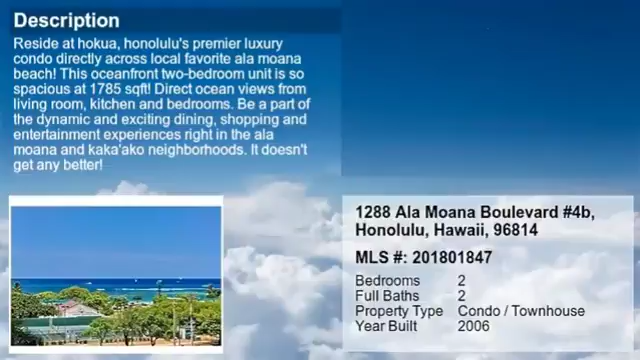 Description
Reside at hokua, honolulu's premier luxury
condo directly across local favorite ala moana
beach! This oceanfront two-bedroom unit is so
spacious at 1785 sqft! Direct ocean views from
living room, kitchen and bedrooms. Be a part of
the dynamic and exciting dining, shopping and
entertainment experiences right in the ala
moana and kaka'ako neighborhoods. It doesn't
get any better!
1288 Ala Moana Boulevard #4b,
Honolulu, Hawaii, 96814
MLS #: 201801847
Bedrooms 2
Full Baths 2
Property Type Condo / Townhouse
Year Built 2006